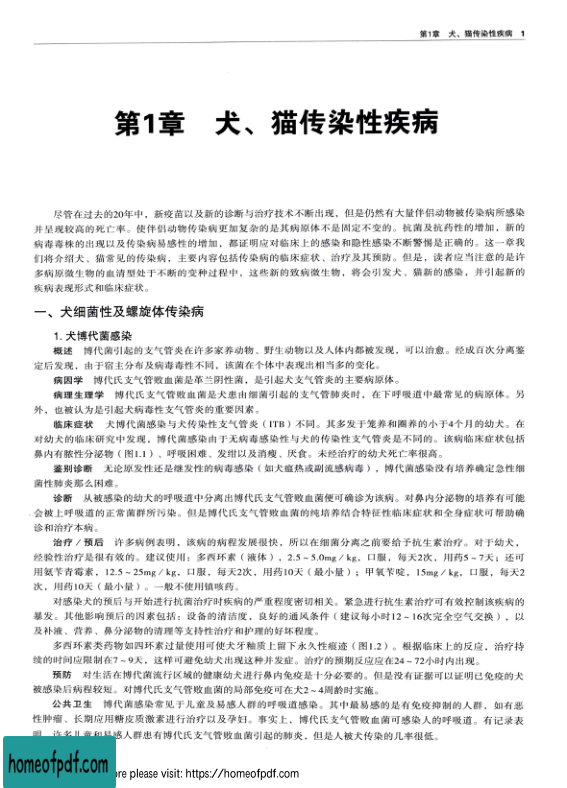 第1章 犬、猫传染性疾病 1
第1章 犬、猫传染性疾病
尽管在过去的20年中，新疫苗以及新的诊断与治疗技术不断出现，但是仍然有大量伴侣动物被传染病所感染
并呈现较高的死亡率。使伴侣动物传染病更加复杂的是其病原体不是固定不变的。抗菌及抗药性的增加，新的
病毒毒株的出现以及传染病易感性的增加，都证明应对临床上的感染和隐性感染不断警惕是正确的。这一章我
们将介绍犬、猫常见的传染病，主要内容包括传染病的临床症状、治疗及其预防。但是，读者应当注意的是许
多病原微生物的血清型处于不断的变种过程中，这些新的致病微生物，将会引发犬、猫新的感染，并引起新的
疾病表现形式和临床症状。
一、犬细菌性及螺旋体传染病
1. 犬博代菌感染
概述 博代菌引起的支气管炎在许多家养动物、野生动物以及人体内都被发现，可以治愈。经成百次分离鉴
定后发现，由于宿主分布及病毒毒性不同，该菌在个体中表现出相当多的变化。
病因学 博代氏支气管败血菌是革兰阴性菌，是引起犬支气管炎的主要病原体。
病理生理学 博代氏支气管败血菌是犬患由细菌引起的支气管肺炎时，在下呼吸道中最常见的病原体。另
外，也被认为是引起犬病毒性支气管炎的重要因素。
临床症状 犬博代菌感染与犬传染性支气管炎（ITB）不同。其多发于笼养和圈养的小于4个月的幼犬。在
对幼犬的临床研究中发现，博代菌感染由于无病毒感染性与犬的传染性支气管炎是不同的。该病临床症状包括
鼻内有脓性分泌物（图1.1）、呼吸困难、发绀以及消瘦、厌食。未经治疗的幼犬死亡率很高。
鉴别诊断 无论原发性还是继发性的病毒感染（如犬瘟热或副流感病毒），博代菌感染没有培养确定急性细
菌性肺炎那么困难。
诊断 从被感染的幼犬的呼吸道中分离出博代氏支气管败血菌便可确诊为该病。对鼻内分泌物的培养有可能
会被上呼吸道的正常菌群所污染。但是博代氏支气管败血菌的纯培养结合特征性临床症状和全身症状可帮助确
诊和治疗本病。
治疗／预后 许多病例表明，该病的病程发展很快，所以在细菌分离之前要给予抗生素治疗。对于幼犬，
经验性治疗是很有效的。建议使用：多西环素（液体），2.5～5.0mg／kg，口服，每天2次，用药5～7天；还可
用氨苄青霉素，12.5～25mg／kg，口服，每天2次，用药10天（最小量）；甲氧苄啶，15mg／kg，口服，每天2
次，用药10天（最小量）。一般不使用镇咳药。
对感染犬的预后与开始进行抗菌治疗时疾病的严重程度密切相关。紧急进行抗生素治疗可有效控制该疾病的
暴发。其他影响预后的因素包括：设备的清洁度，良好的通风条件（建议每小时12～16次完全空气交换），以
及补液、营养、鼻分泌物的清理等支持性治疗和护理的好坏程度。
多西环素类药物如四环素过量使用可使犬牙釉质上留下永久性痕迹（图1.2）。根据临床上的反应，治疗持
续的时间应限制在7～9天，这样可避免幼犬出现这种并发症。治疗的预期反应应在24～72小时内出现。
预防 对生活在博代菌流行区域的健康幼犬进行鼻内免疫是十分必要的。但是没有证据可以证明已免疫的犬
被感染后病程较短。对博代氏支气管败血菌的局部免疫可在犬2～4周龄时实施。
公共卫生 博代菌感染常见于儿童及易感人群的呼吸道感染。其中最易感的是有免疫抑制的人群，如有恶
性肿瘤、长期应用糖皮质激素进行治疗以及孕妇。事实上，博代氏支气管败血菌可感染人的呼吸道。有记录表
明，许多儿童和易感人群患有博代氏支气管败血菌引起的肺炎，但是人被犬传染的几率很低。
homeofpdf.com
re please visit: https://homeofpdf.com